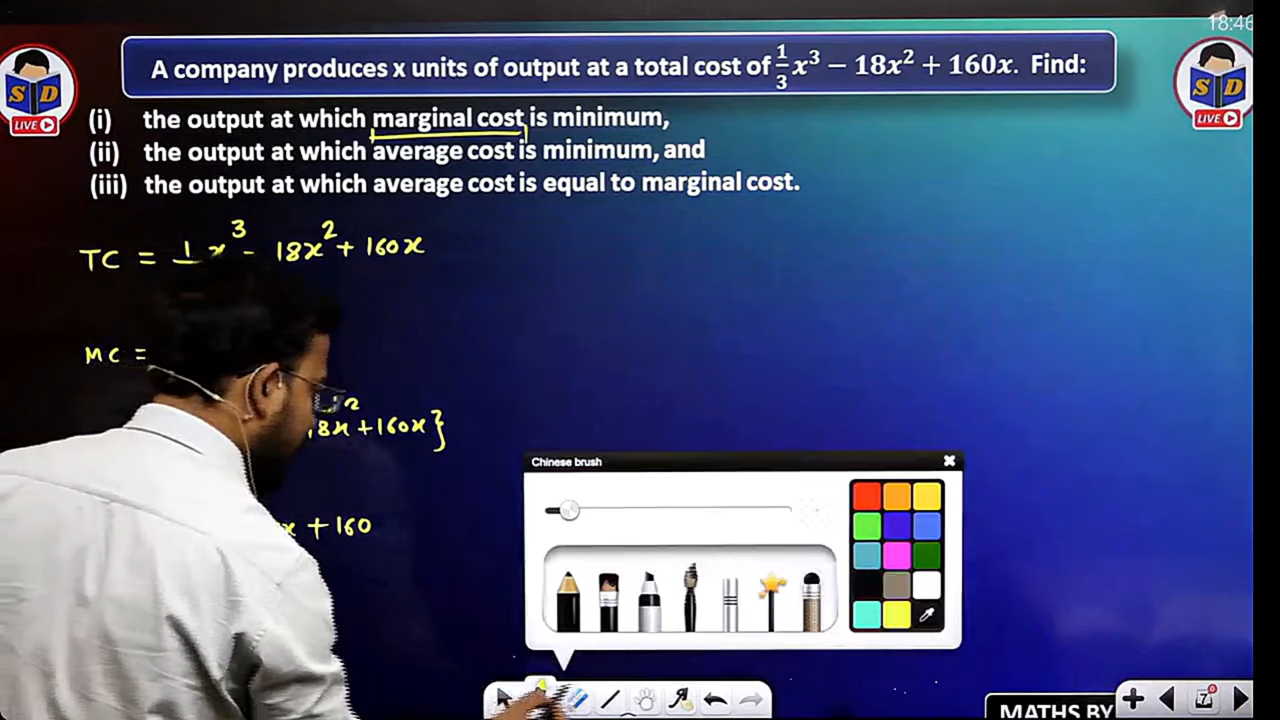 18:46
A company produces x units of output at a total cost of 1/3 x³ − 18x² + 160x. Find:
S D
LIVE
S D
LIVE
(i) the output at which marginal cost is minimum,
(ii) the output at which average cost is minimum, and
(iii) the output at which average cost is equal to marginal cost.
TC = 1 x³ - 18x² + 160x
MC =
8x + 160x}
Chinese brush
x + 160
MATHS BY